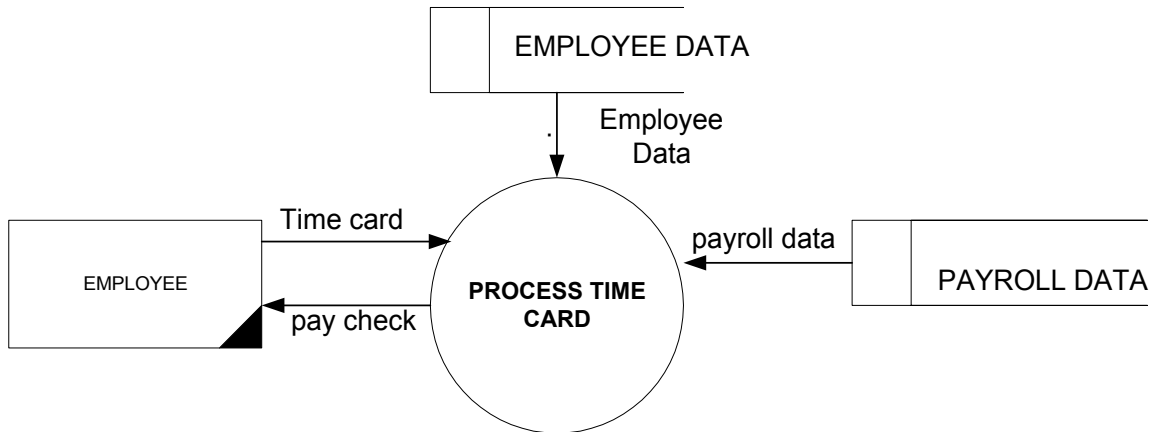 EMPLOYEE DATA
Employee
Data
Time card
EMPLOYEE
pay check
PROCESS TIME
CARD
payroll data
PAYROLL DATA